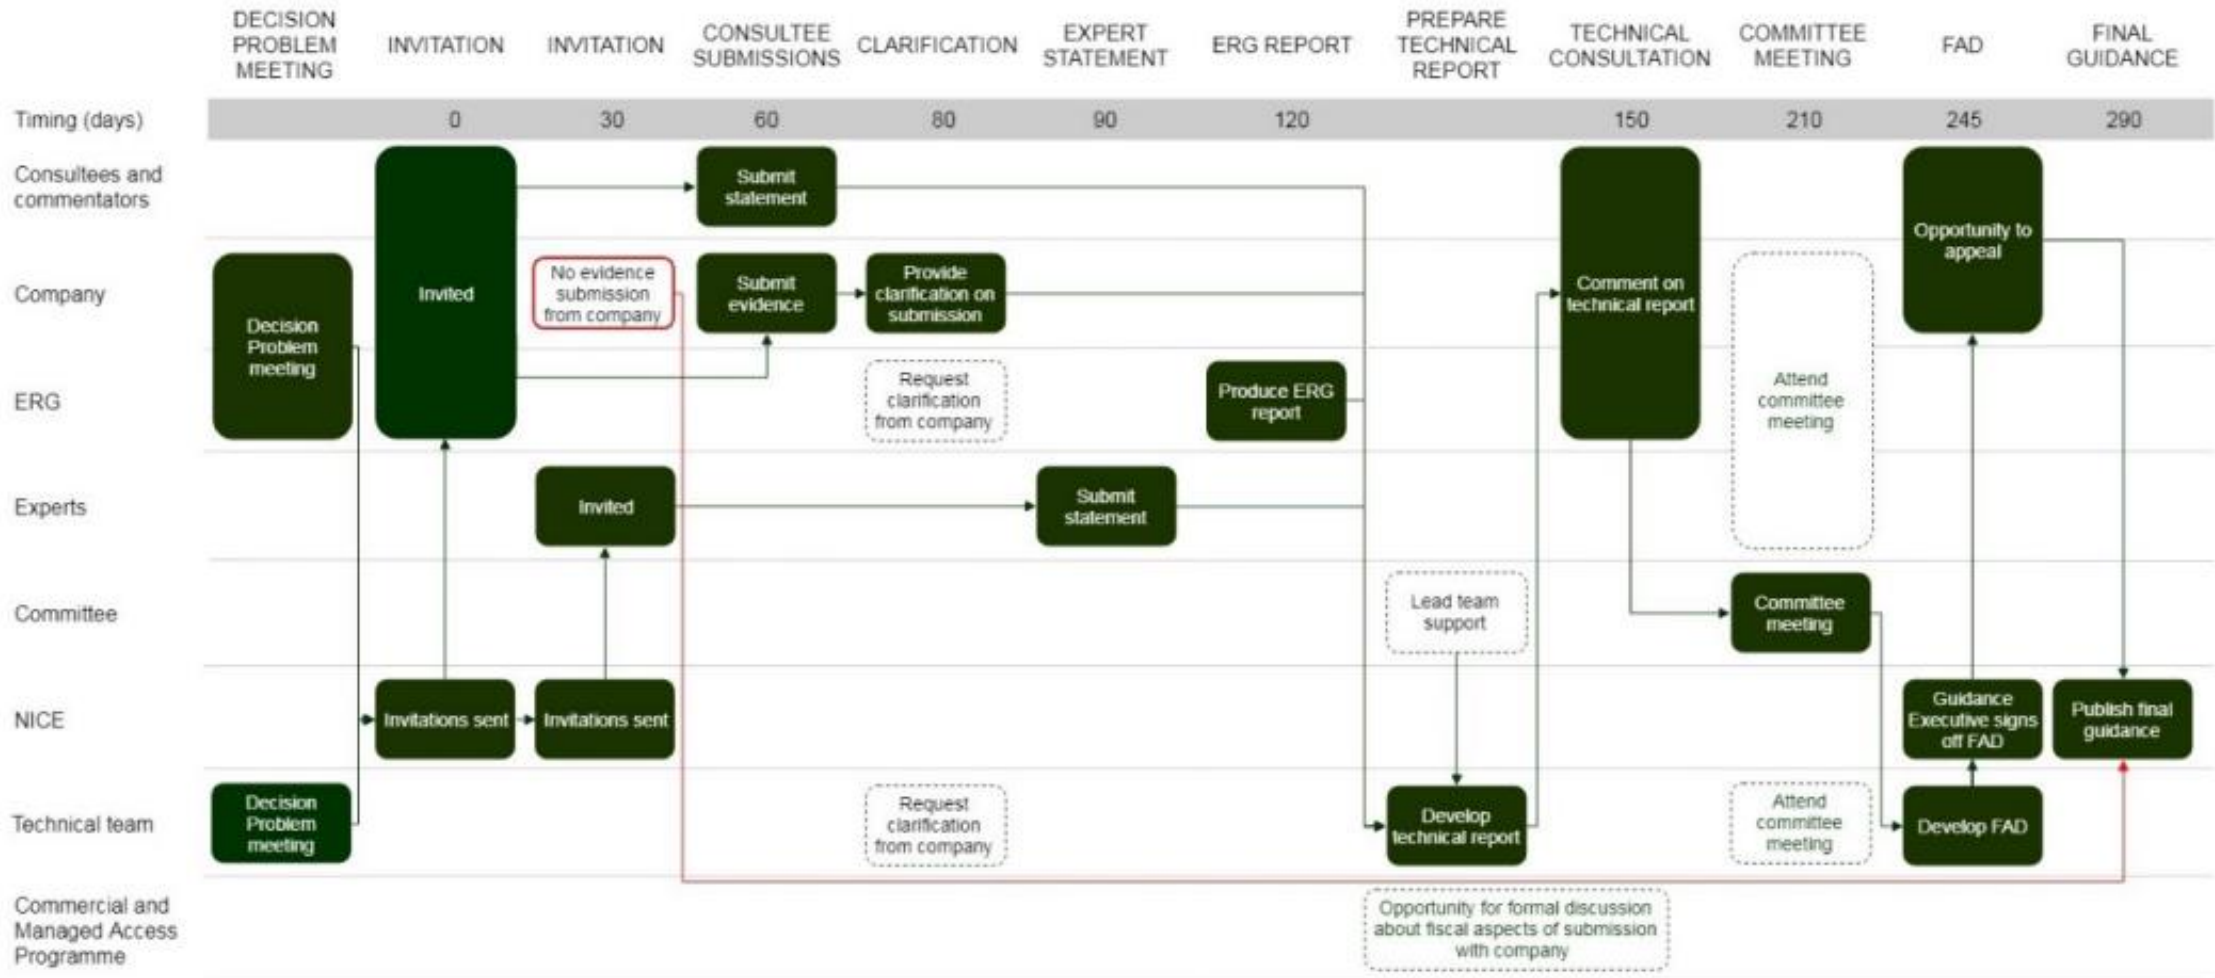 DECISION
PROBLEM
MEETING
INVITATION
INVITATION
CONSULTEE
SUBMISSIONS
CLARIFICATION
EXPERT
STATEMENT
ERG REPORT
PREPARE
TECHNICAL
REPORT
TECHNICAL
CONSULTATION
COMMITTEE
MEETING
FAD
FINAL
GUIDANCE
Timing (days)
0
30
60
80
90
120
150
210
245
290
Consultees and
commentators
Submit
statement
Company
Decision
Problem
meeting
Invited
No evidence
submission
from company
Submit
evidence
Provide
clarification on
submission
Comment on
technical report
Opportunity to
appeal
ERG
Request
clarification
from company
Produce ERG
report
Attend
committee
meeting
Experts
Invited
Submit
statement
Committee
Lead team
support
Committee
meeting
NICE
Invitations sent
Invitations sent
Guidance
Executive signs
off FAD
Publish final
guidance
Technical team
Decision
Problem
meeting
Request
clarification
from company
Develop
technical report
Attend
committee
meeting
Develop FAD
Commercial and
Managed Access
Programme
Opportunity for formal discussion
about fiscal aspects of submission
with company